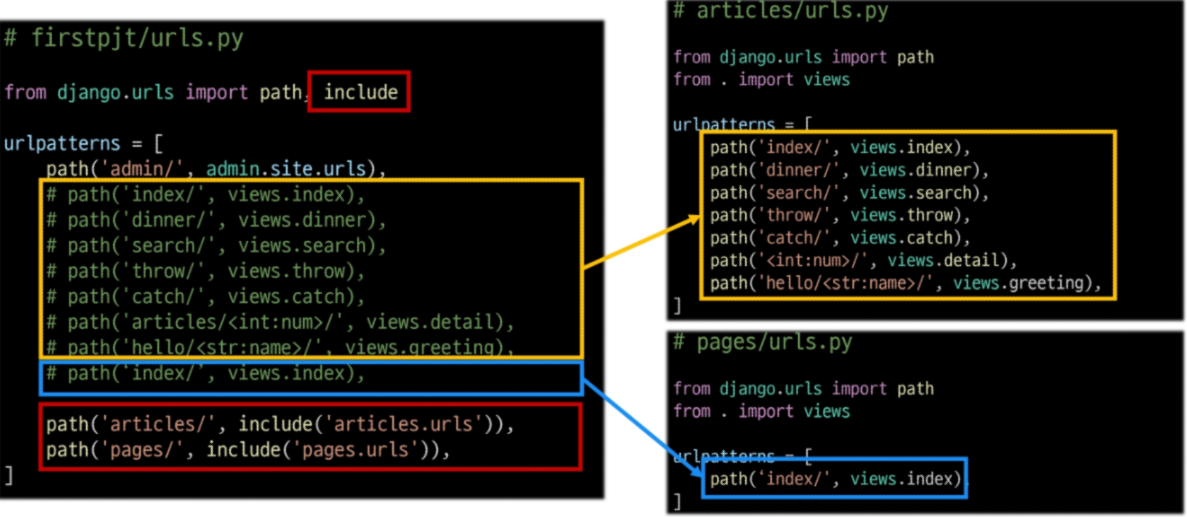 # firstpjt/urls.py
from django.urls import path, include
urlpatterns = [
    path('admin/', admin.site.urls),
    # path('index/', views.index),
    # path('dinner/', views.dinner),
    # path('search/', views.search),
    # path('throw/', views.throw),
    # path('catch/', views.catch),
    # path('articles/<int:num>/', views.detail),
    # path('hello/<str:name>/', views.greeting),
    # path('index/', views.index),
    path('articles/', include('articles.urls')),
    path('pages/', include('pages.urls')),
]
# articles/urls.py
from django.urls import path
from . import views
urlpatterns = [
    path('index/', views.index),
    path('dinner/', views.dinner),
    path('search/', views.search),
    path('throw/', views.throw),
    path('catch/', views.catch),
    path('<int:num>/', views.detail),
    path('hello/<str:name>/', views.greeting),
]
# pages/urls.py
from django.urls import path
from . import views
urlpatterns = [
    path('index/', views.index),
]